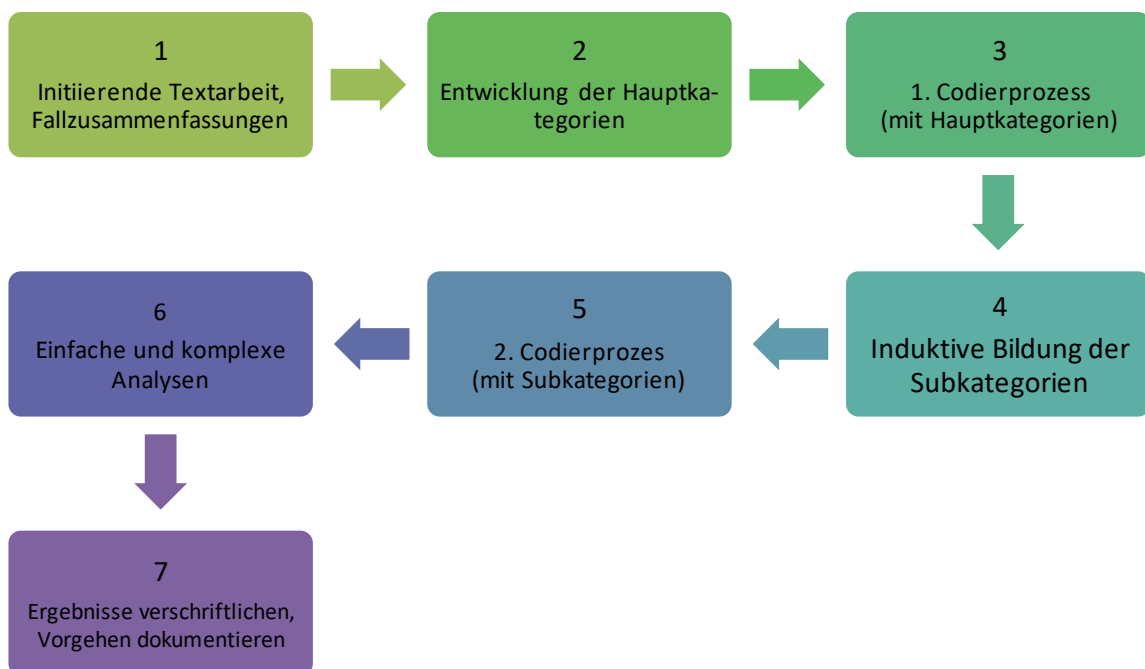 1
Initiierende Textarbeit,
Fallzusammenfassungen
2
Entwicklung der Hauptka-
tegorien
3
1. Codierprozess
(mit Hauptkategorien)
4
Induktive Bildung der
Subkategorien
5
2. Codierprozes
(mit Subkategorien)
6
Einfache und komplexe
Analysen
7
Ergebnisse verschriftlichen,
Vorgehen dokumentieren